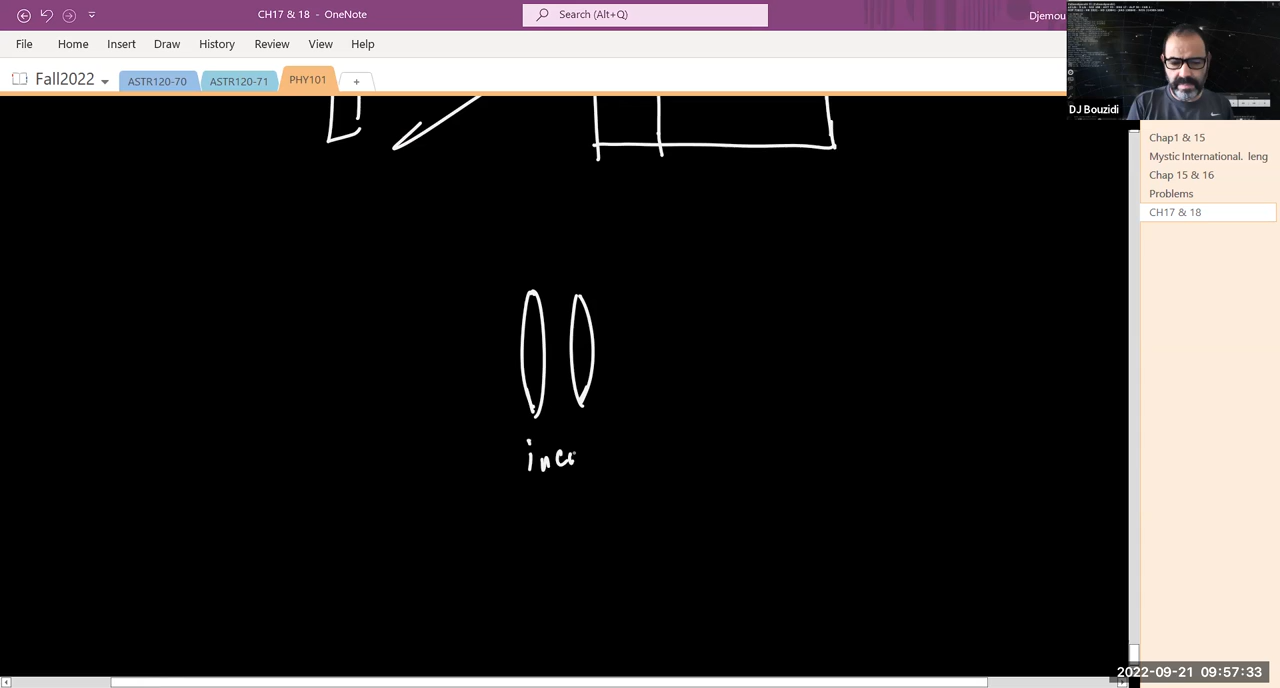 CH17 & 18 - OneNote
Search (Alt+Q)
Djemou
File Home Insert Draw History Review View Help
Fall2022 ASTR120-70 ASTR120-71 PHY101 +
DJ Bouzidi
Chap1 & 15
Mystic International. leng
Chap 15 & 16
Problems
CH17 & 18
inco
2022-09-21 09:57:33